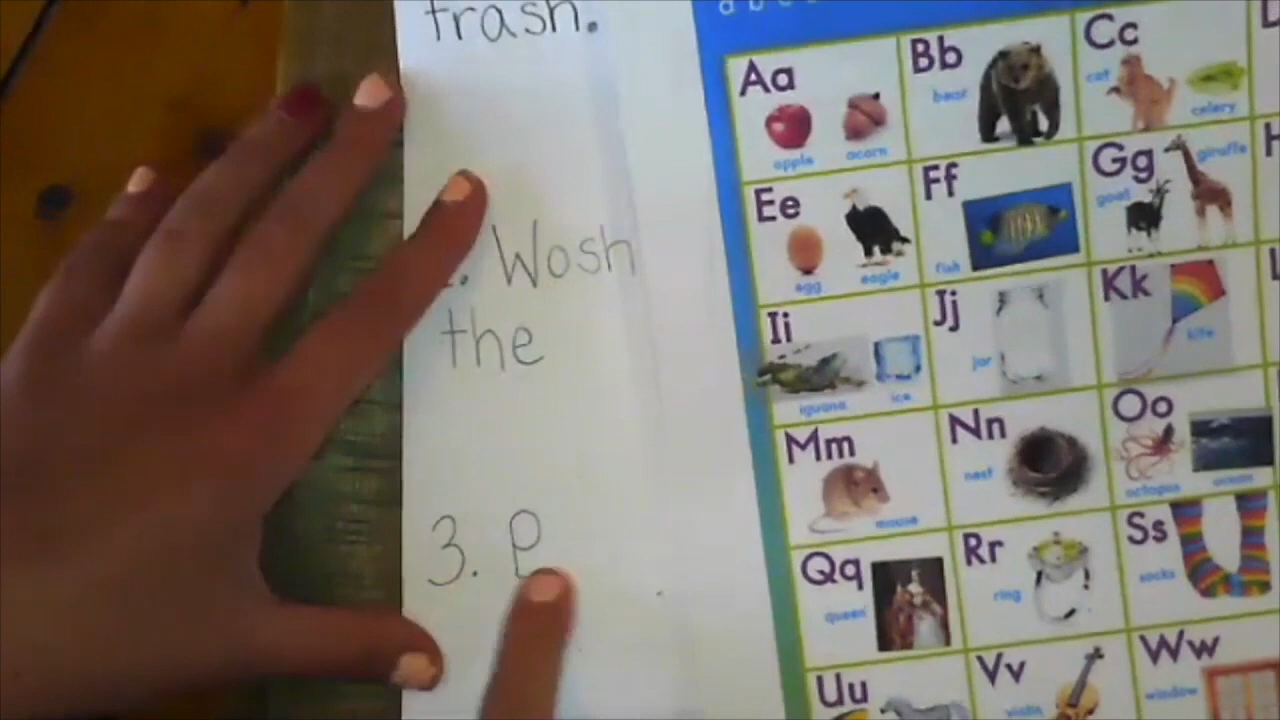 trash.
. Wosh
the
3. P
a b c
Aa
apple acorn
Bb
bear
Cc
cat
celery
Ee
egg eagle
Ff
fish
Gg
goat
giraffe
H
Ii
iguana ice
Jj
jar
Kk
kite
L
Mm
mouse
Nn
nest
Oo
octopus ocean
Qq
queen
Rr
ring
Ss
socks
Uu
Vv
violin
Ww
window